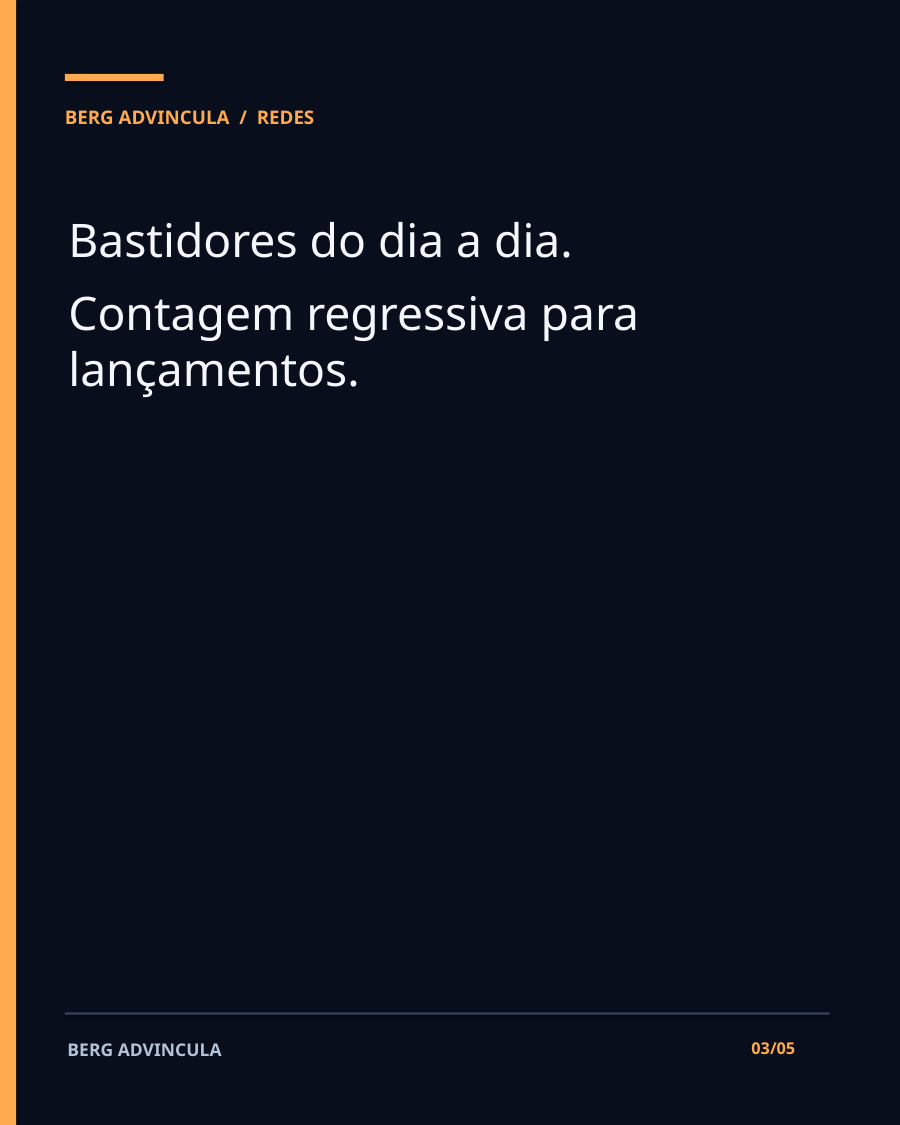 BERG ADVINCULA / REDES
Bastidores do dia a dia.
Contagem regressiva para
lançamentos.
BERG ADVINCULA
03/05